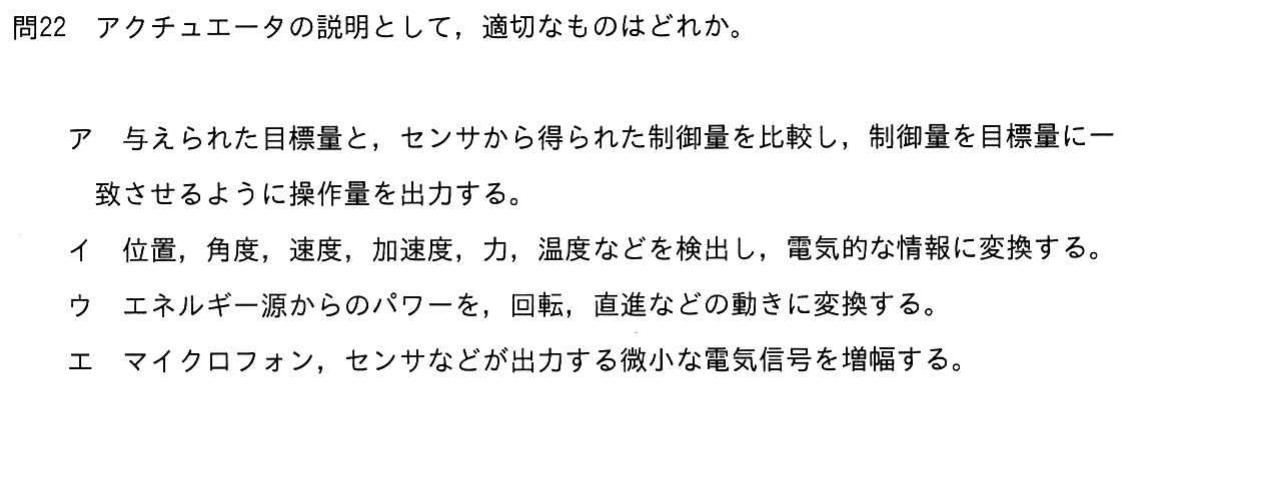 問22　アクチュエータの説明として，適切なものはどれか。
ア　与えられた目標量と，センサから得られた制御量を比較し，制御量を目標量に一
致させるように操作量を出力する。
イ　位置，角度，速度，加速度，力，温度などを検出し，電気的な情報に変換する。
ウ　エネルギー源からのパワーを，回転，直進などの動きに変換する。
エ　マイクロフォン，センサなどが出力する微小な電気信号を増幅する。